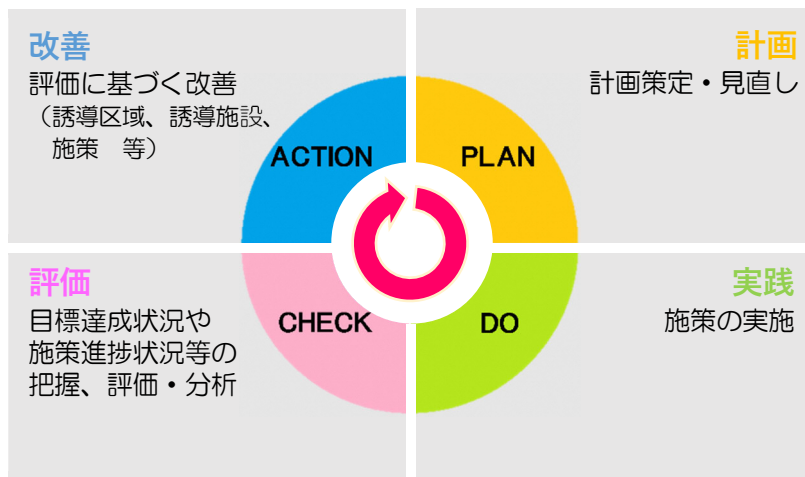 改善
評価に基づく改善
（誘導区域、誘導施設、
施策　等）
ACTION
計画
計画策定・見直し
PLAN
評価
目標達成状況や
施策進捗状況等の
把握、評価・分析
CHECK
実践
施策の実施
DO